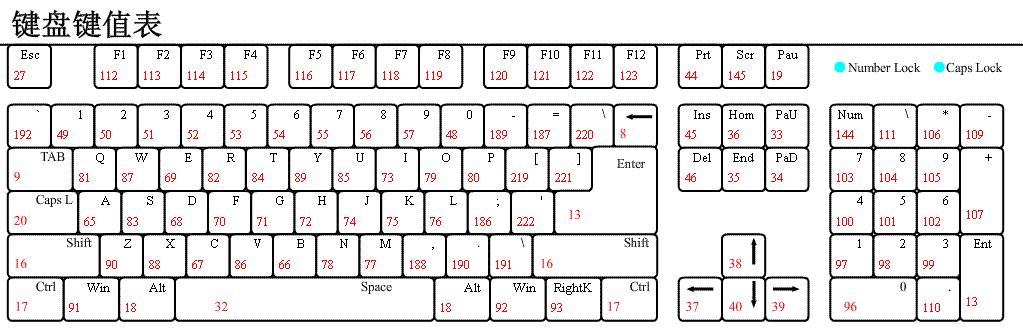 键盘键值表
Esc F1 F2 F3 F4 F5 F6 F7 F8 F9 F10 F11 F12 Prt Scr Pau
27 112 113 114 115 116 117 118 119 120 121 122 123 44 145 19
Number Lock Caps Lock
` 1 2 3 4 5 6 7 8 9 0 - = \ Ins Hom PaU Num \ * -
192 49 50 51 52 53 54 55 56 57 48 189 187 220 8 45 36 33 144 111 106 109
TAB Q W E R T Y U I O P [ ] Enter Del End PaD 7 8 9 +
9 81 87 69 82 84 89 85 73 79 80 219 221 46 35 34 103 104 105
Caps L A S D F G H J K L ; ' 4 5 6
20 65 83 68 70 71 72 74 75 76 186 222 13 100 101 102 107
Shift Z X C V B N M , . \ Shift 1 2 3 Ent
16 90 88 67 86 66 78 77 188 190 191 16 38 97 98 99
Ctrl Win Alt Space Alt Win RightK Ctrl 0 .
17 91 18 32 18 92 93 17 37 40 39 96 110 13